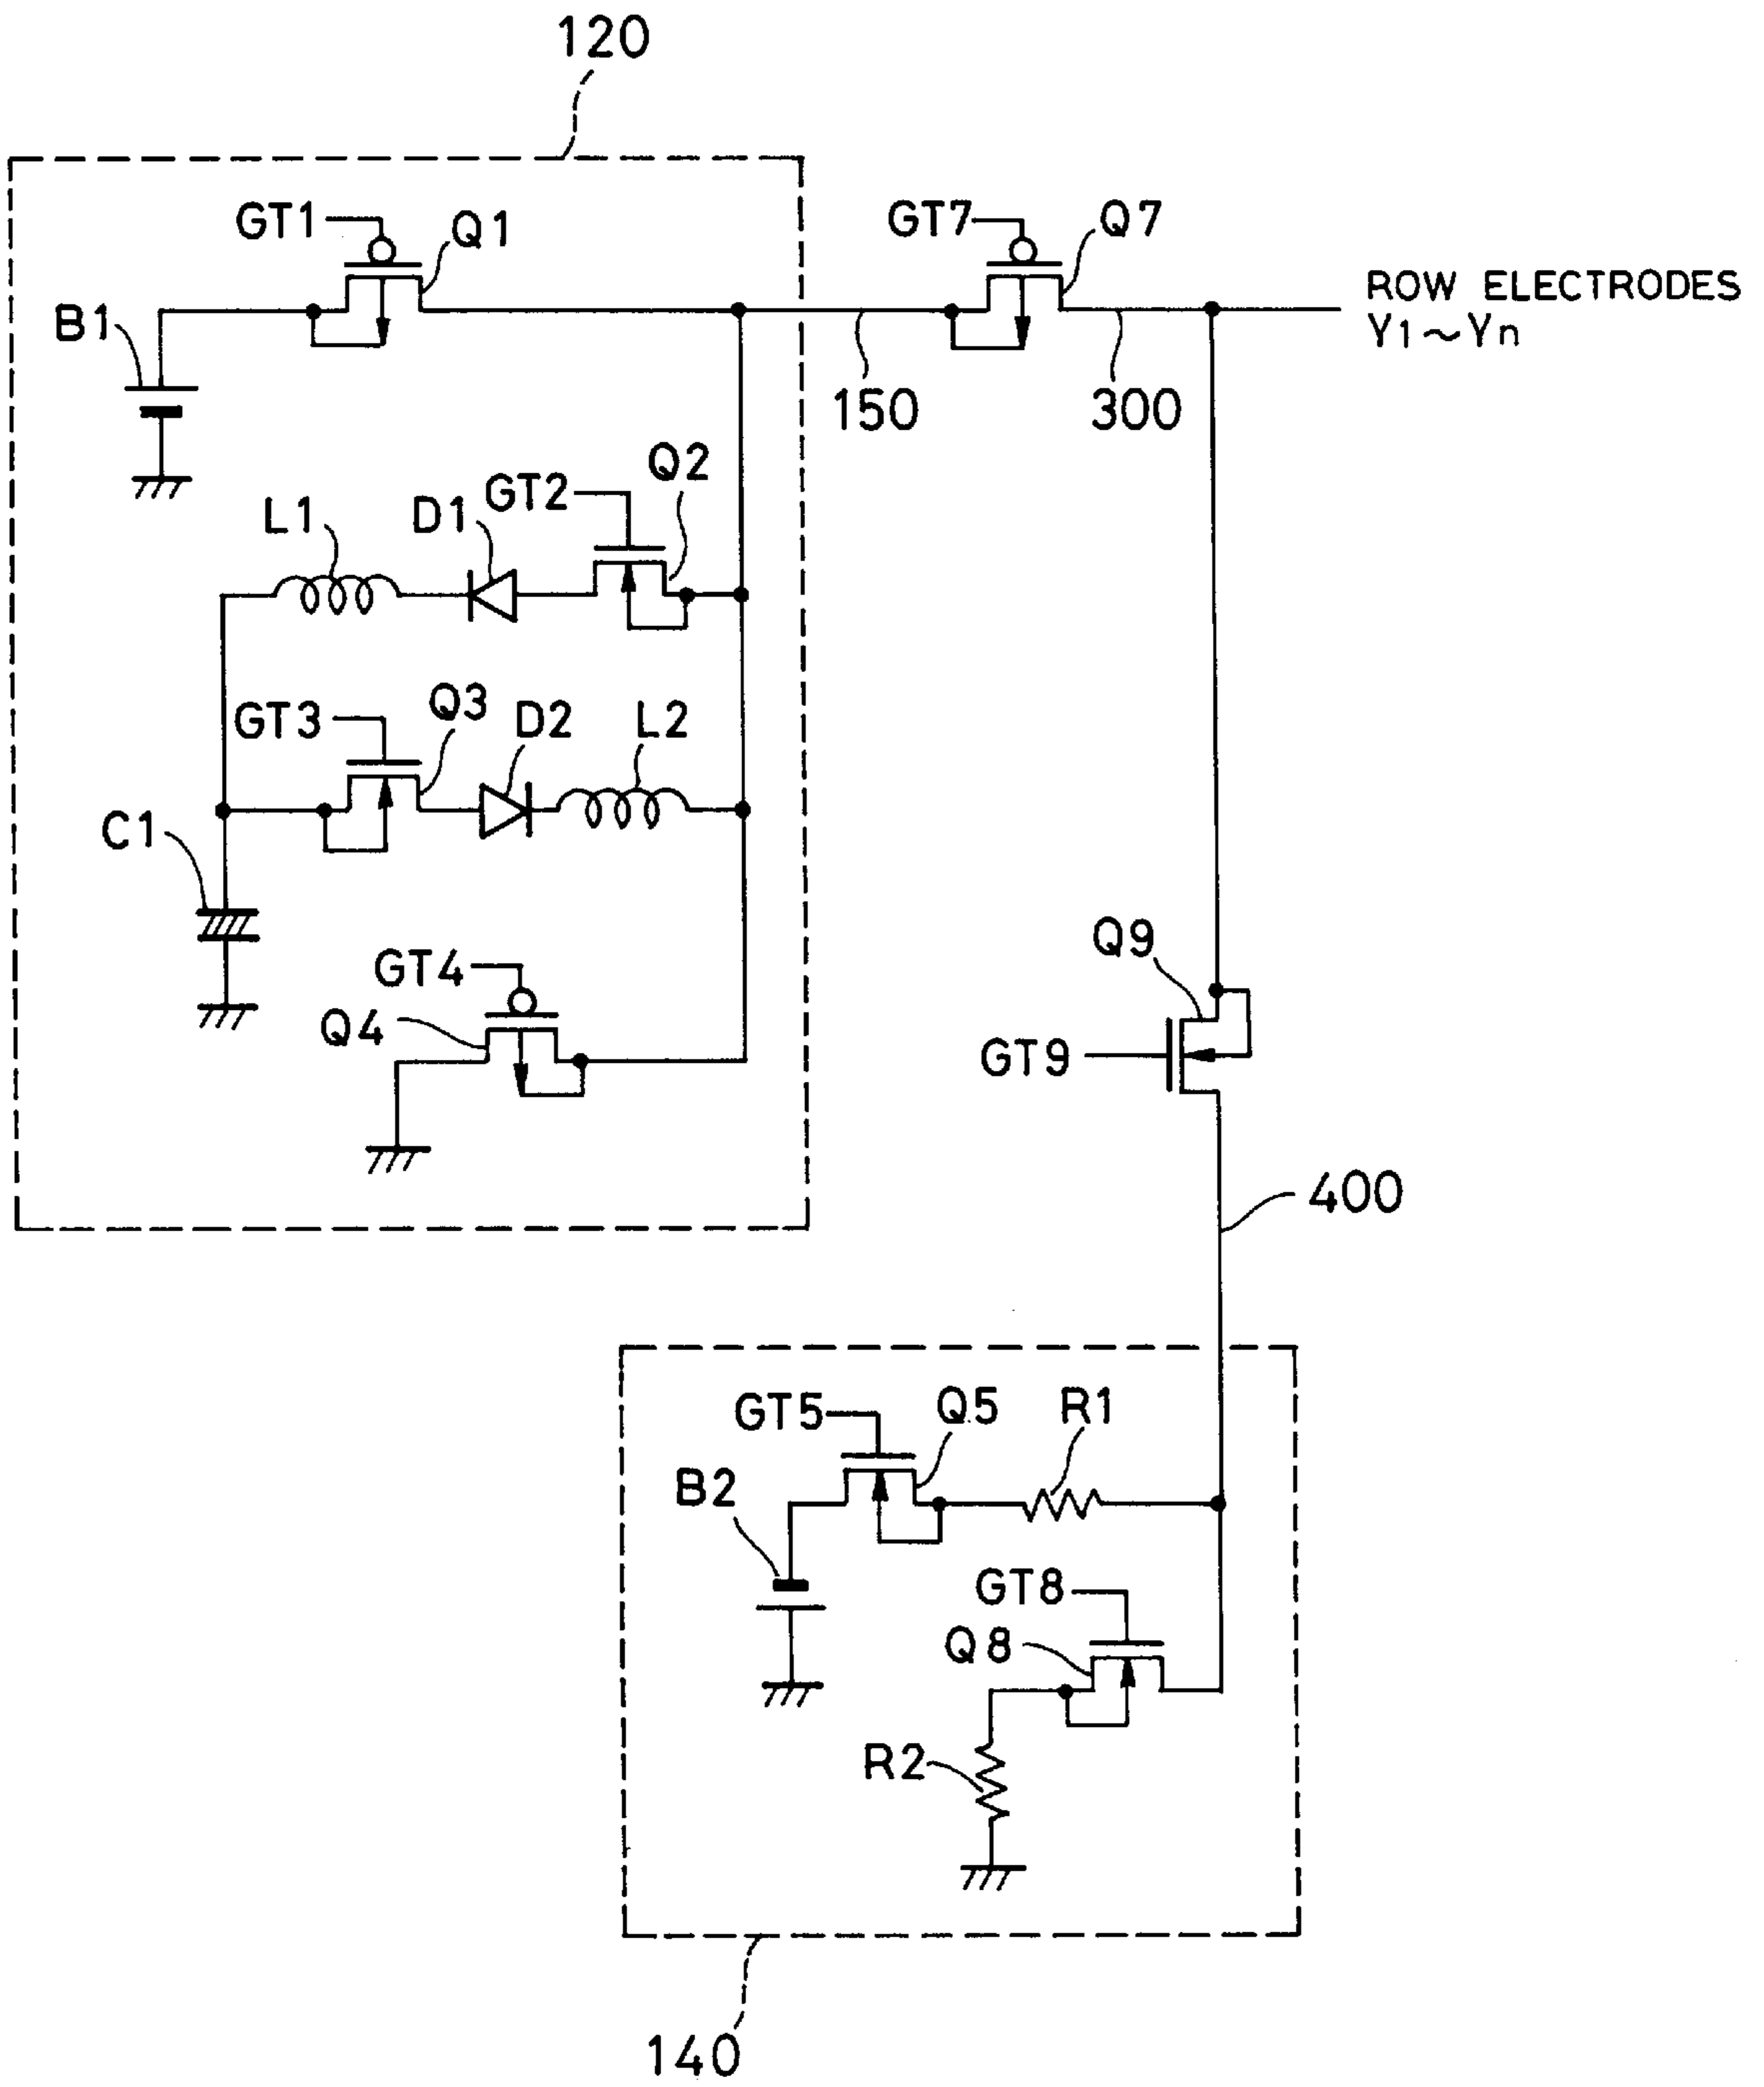 120
GT1
Q1
GT7
Q7
B1
ROW ELECTRODES
Y1~Yn
150
300
L1
D1
GT2
Q2
GT3
Q3
D2
L2
C1
GT4
Q4
Q9
GT9
400
GT5
Q5
R1
B2
GT8
Q8
R2
140